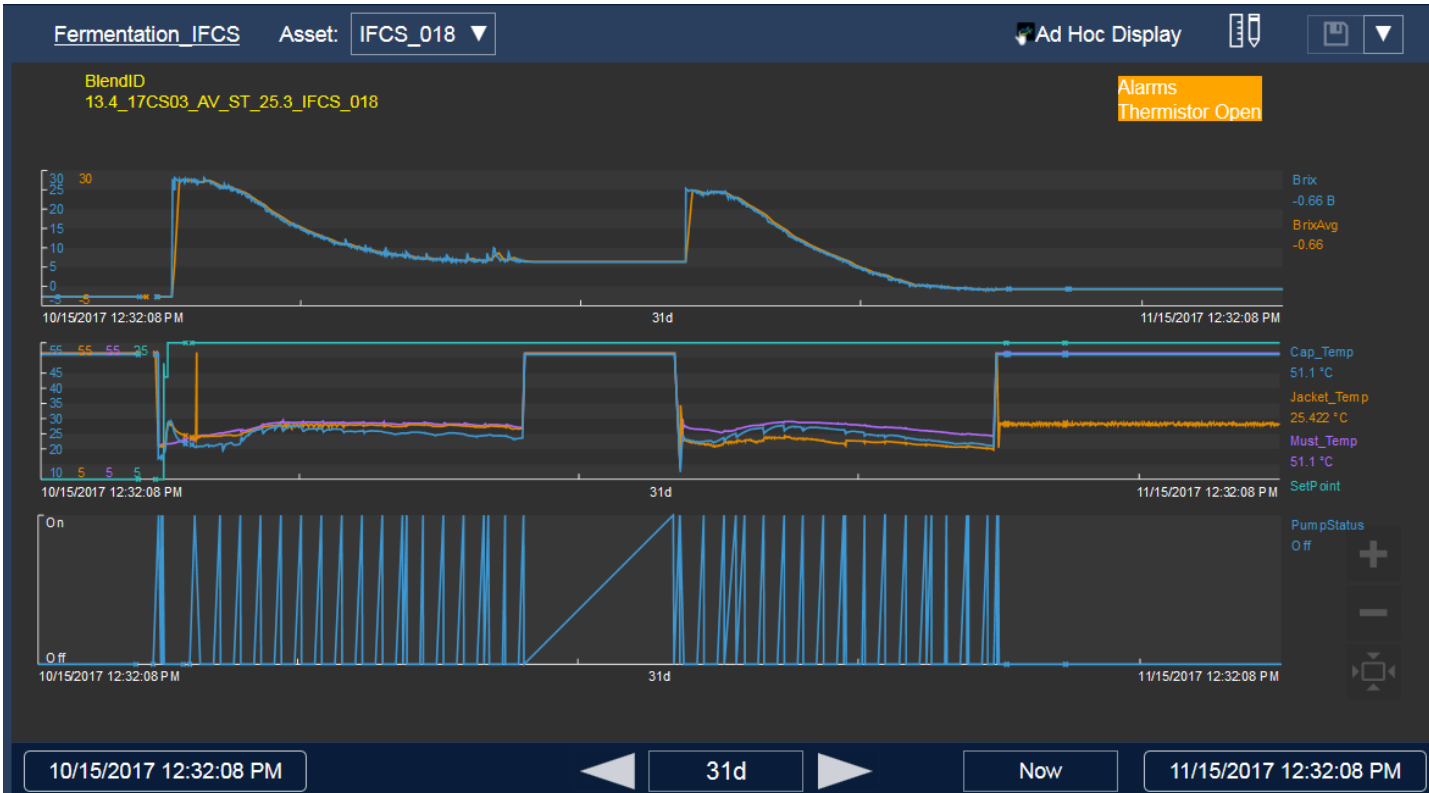 Fermentation_IFCS Asset: IFCS_018 ▼ Ad Hoc Display ▼
BlendID
13.4_17CS03_AV_ST_25.3_IFCS_018
Alarms
Thermistor Open
30 30
25
20
15
10
5
0
-5 -5
10/15/2017 12:32:08 PM 31d 11/15/2017 12:32:08 PM
Brix
-0.66 B
BrixAvg
-0.66
55 55 55 25
45
40
35
30
25
20
10 5 5 5
10/15/2017 12:32:08 PM 31d 11/15/2017 12:32:08 PM
Cap_Temp
51.1 °C
Jacket_Temp
25.422 °C
Must_Temp
51.1 °C
SetPoint
On
Off
10/15/2017 12:32:08 PM 31d 11/15/2017 12:32:08 PM
PumpStatus
Off
10/15/2017 12:32:08 PM 31d Now 11/15/2017 12:32:08 PM